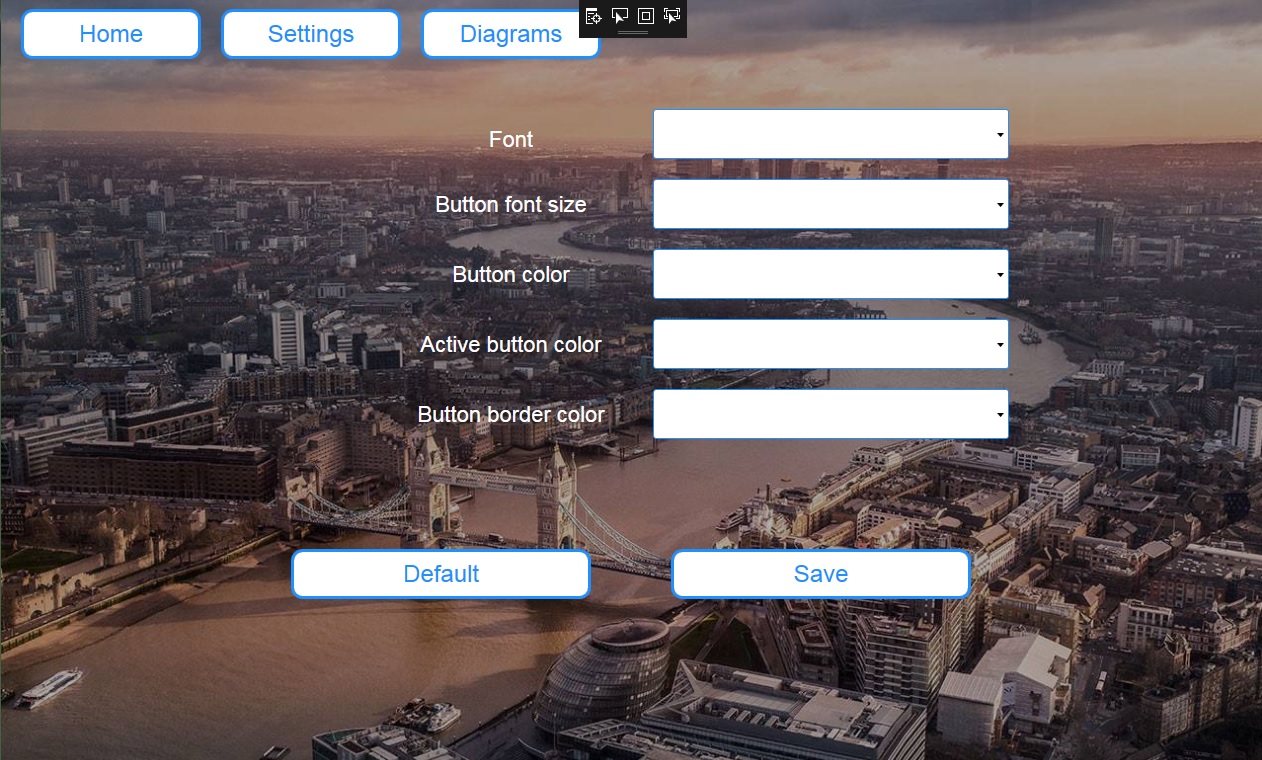 Home
Settings
Diagrams
Font
Button font size
Button color
Active button color
Button border color
Default
Save